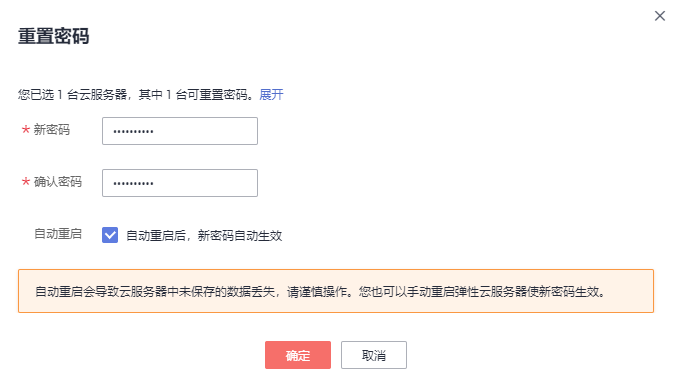 重置密码
您已选 1 台云服务器，其中 1 台可重置密码。展开
* 新密码 ••••••••••
* 确认密码 ••••••••••
自动重启 自动重启后，新密码自动生效
自动重启会导致云服务器中未保存的数据丢失，请谨慎操作。您也可以手动重启弹性云服务器使新密码生效。
确定 取消